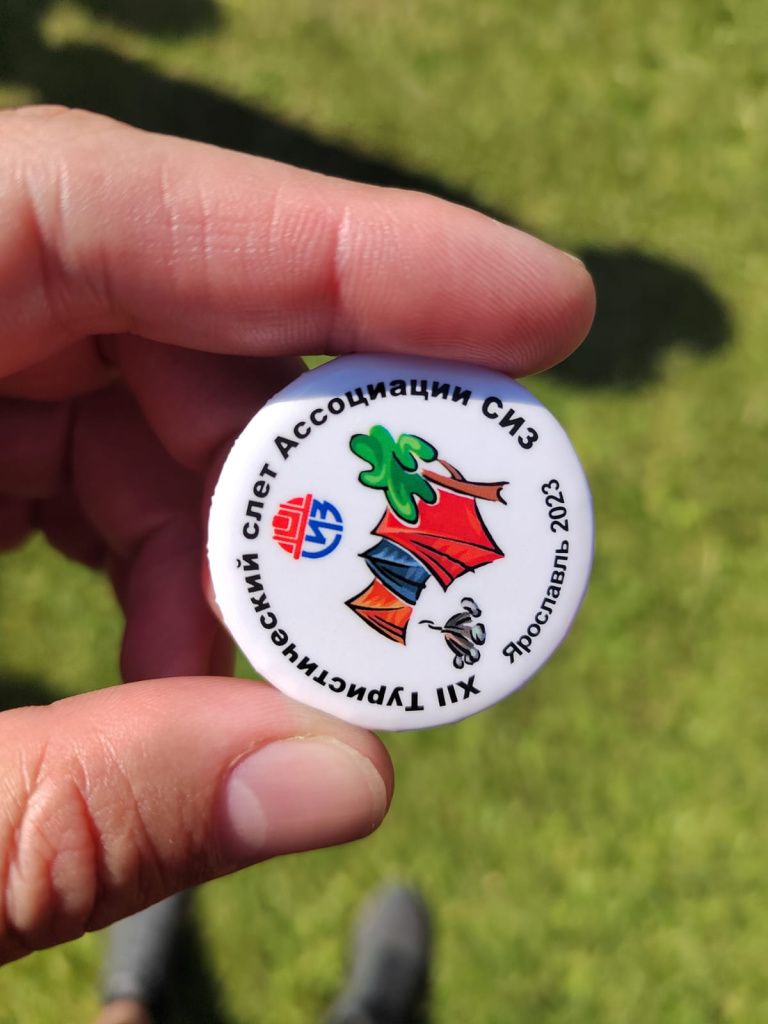 XII Туристический слет Ассоциации СИЗ
СИЗ
Ярославль 2023